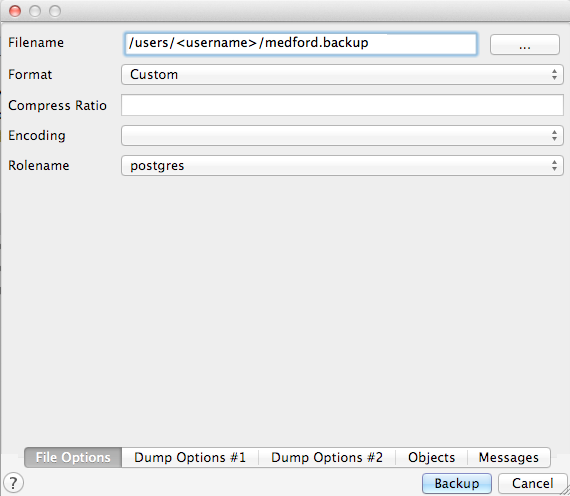 Filename /users/<username>/medford.backup ...
Format Custom
Compress Ratio
Encoding
Rolename postgres
File Options Dump Options #1 Dump Options #2 Objects Messages
? Backup Cancel